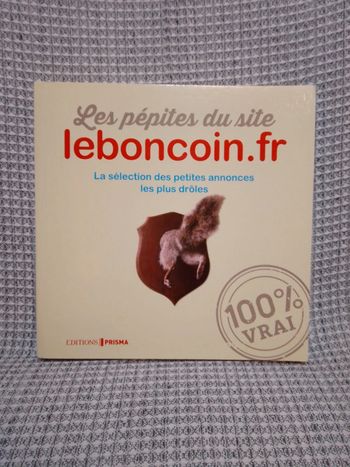 Les pépites du site
leboncoin.fr
La sélection des petites annonces
les plus drôles
100%
VRAI
EDITIONS PRISMA